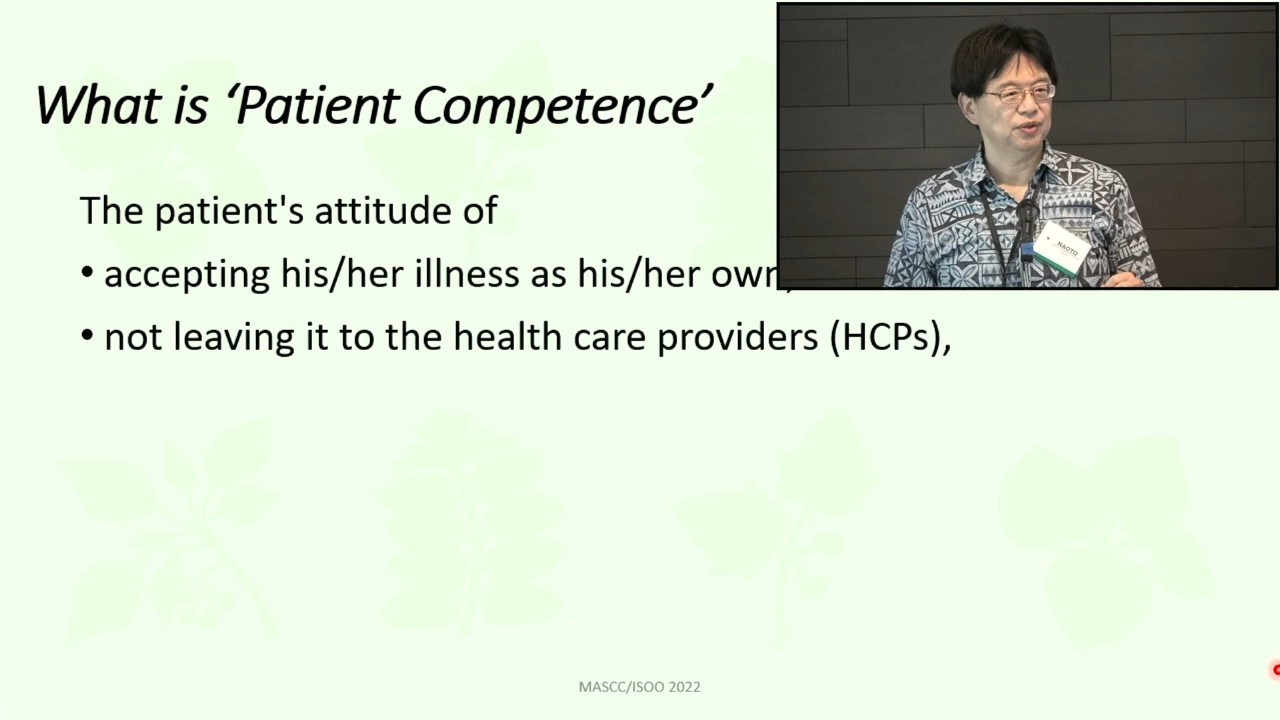 What is ‘Patient Competence’
The patient's attitude of
• accepting his/her illness as his/her own,
• not leaving it to the health care providers (HCPs),
NAOTO
MASCC/ISOO 2022